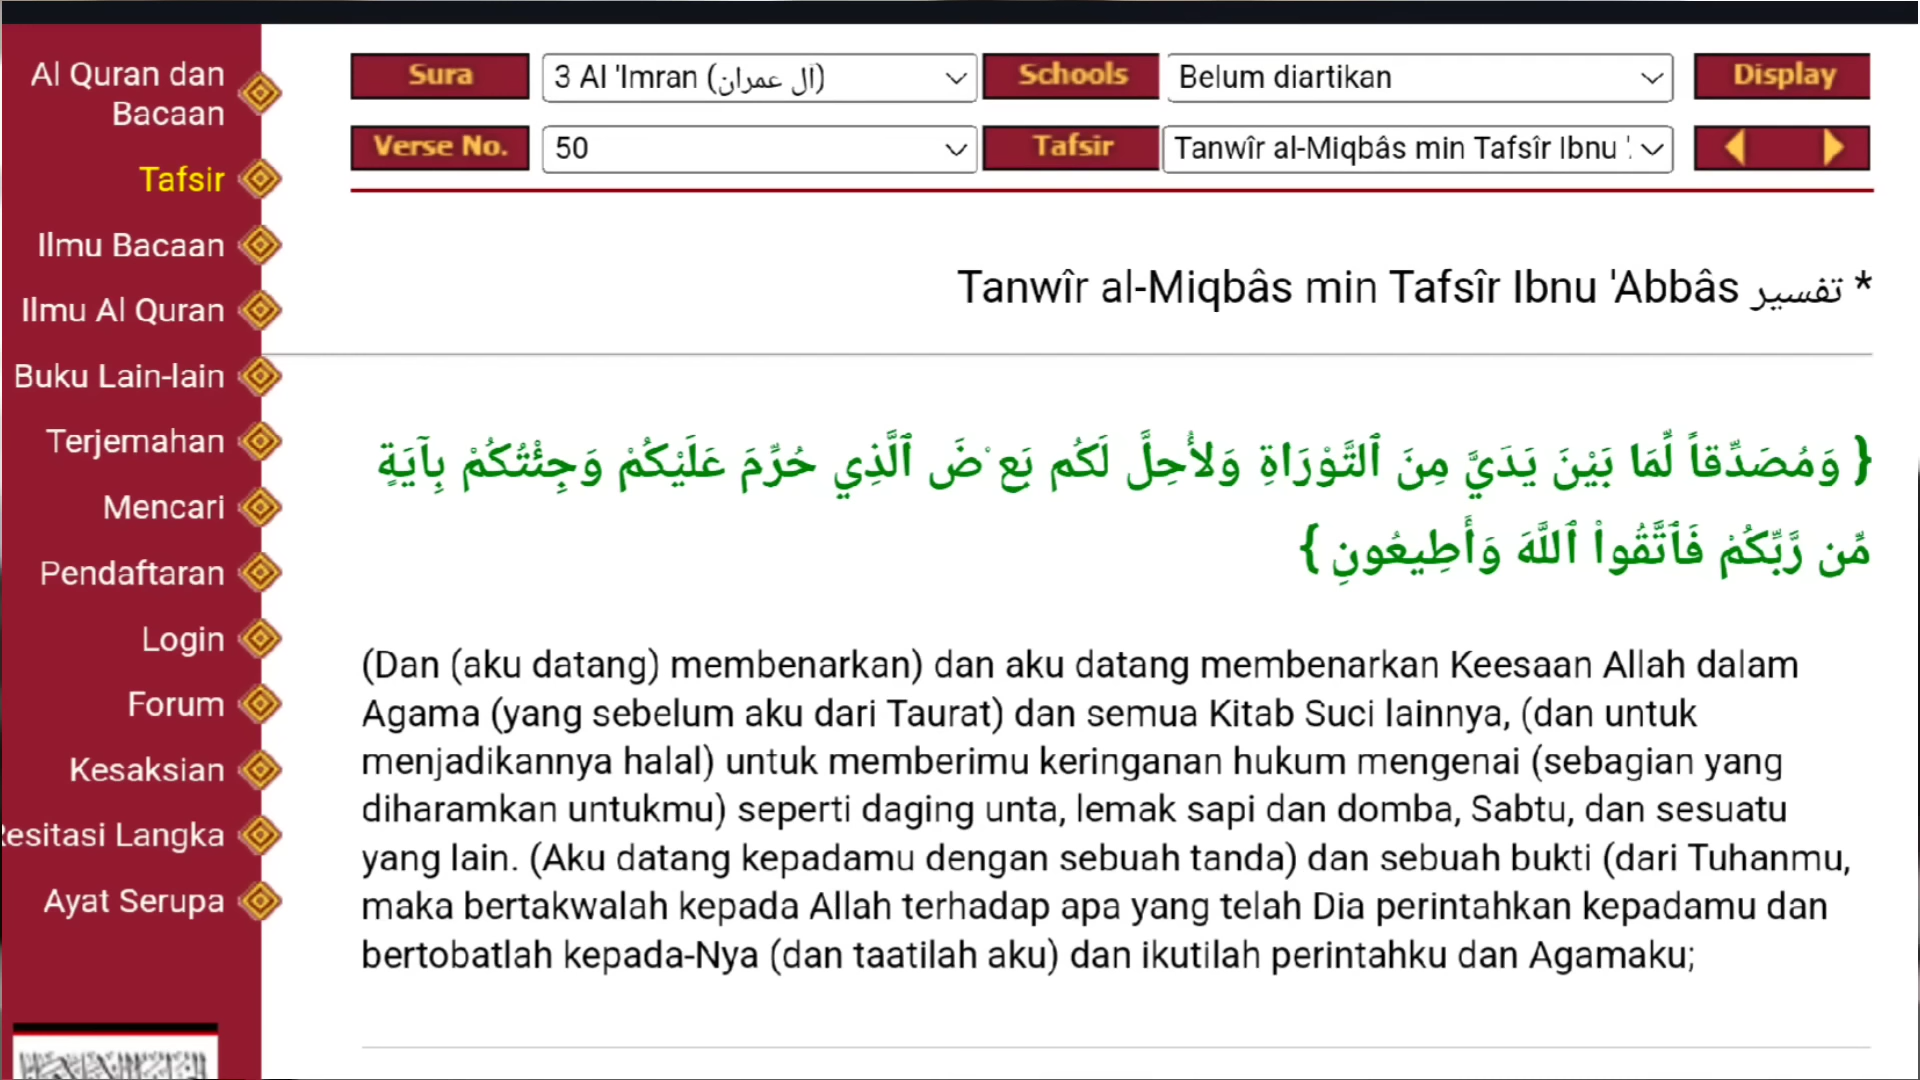 Al Quran dan
Bacaan
Tafsir
Ilmu Bacaan
Ilmu Al Quran
Buku Lain-lain
Terjemahan
Mencari
Pendaftaran
Login
Forum
Kesaksian
esitasi Langka
Ayat Serupa
Sura 3 Al 'Imran (آل عمران) Schools Belum diartikan Display
Verse No. 50 Tafsir Tanwîr al-Miqbâs min Tafsîr Ibnu '.
* تفسير Tanwîr al-Miqbâs min Tafsîr Ibnu 'Abbâs
{ وَمُصَدِّقاً لِّمَا بَيْنَ يَدَيَّ مِنَ ٱلتَّوْرَاةِ وَلأُحِلَّ لَكُم بَعْضَ ٱلَّذِي حُرِّمَ عَلَيْكُمْ وَجِئْتُكُمْ بِآيَةٍ
مِّن رَّبِّكُمْ فَٱتَّقُواْ ٱللَّهَ وَأَطِيعُونِ }
(Dan (aku datang) membenarkan) dan aku datang membenarkan Keesaan Allah dalam
Agama (yang sebelum aku dari Taurat) dan semua Kitab Suci lainnya, (dan untuk
menjadikannya halal) untuk memberimu keringanan hukum mengenai (sebagian yang
diharamkan untukmu) seperti daging unta, lemak sapi dan domba, Sabtu, dan sesuatu
yang lain. (Aku datang kepadamu dengan sebuah tanda) dan sebuah bukti (dari Tuhanmu,
maka bertakwalah kepada Allah terhadap apa yang telah Dia perintahkan kepadamu dan
bertobatlah kepada-Nya (dan taatilah aku) dan ikutilah perintahku dan Agamaku;